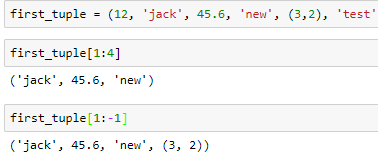 first_tuple = (12, 'jack', 45.6, 'new', (3,2), 'test'
first_tuple[1:4]
('jack', 45.6, 'new')
first_tuple[1:-1]
('jack', 45.6, 'new', (3, 2))